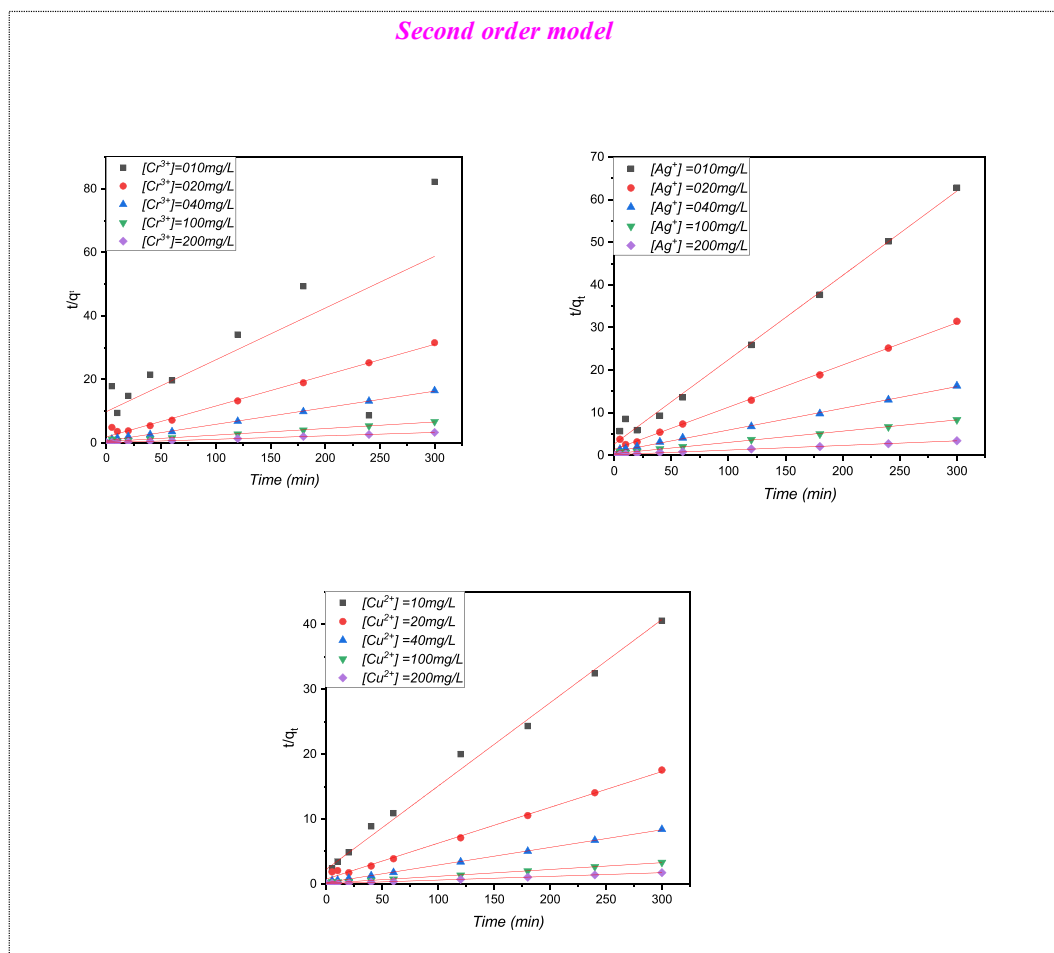 Second order model
[Cr3+]=010mg/L
[Cr3+]=020mg/L
[Cr3+]=040mg/L
[Cr3+]=100mg/L
[Cr3+]=200mg/L
80
60
40
20
0
t/qt
0 50 100 150 200 250 300
Time (min)
[Ag+] =010mg/L
[Ag+] =020mg/L
[Ag+] =040mg/L
[Ag+] =100mg/L
[Ag+] =200mg/L
70
60
50
40
30
20
10
0
t/qt
0 50 100 150 200 250 300
Time (min)
[Cu2+] =10mg/L
[Cu2+] =20mg/L
[Cu2+] =40mg/L
[Cu2+] =100mg/L
[Cu2+] =200mg/L
40
30
20
10
0
t/qt
0 50 100 150 200 250 300
Time (min)